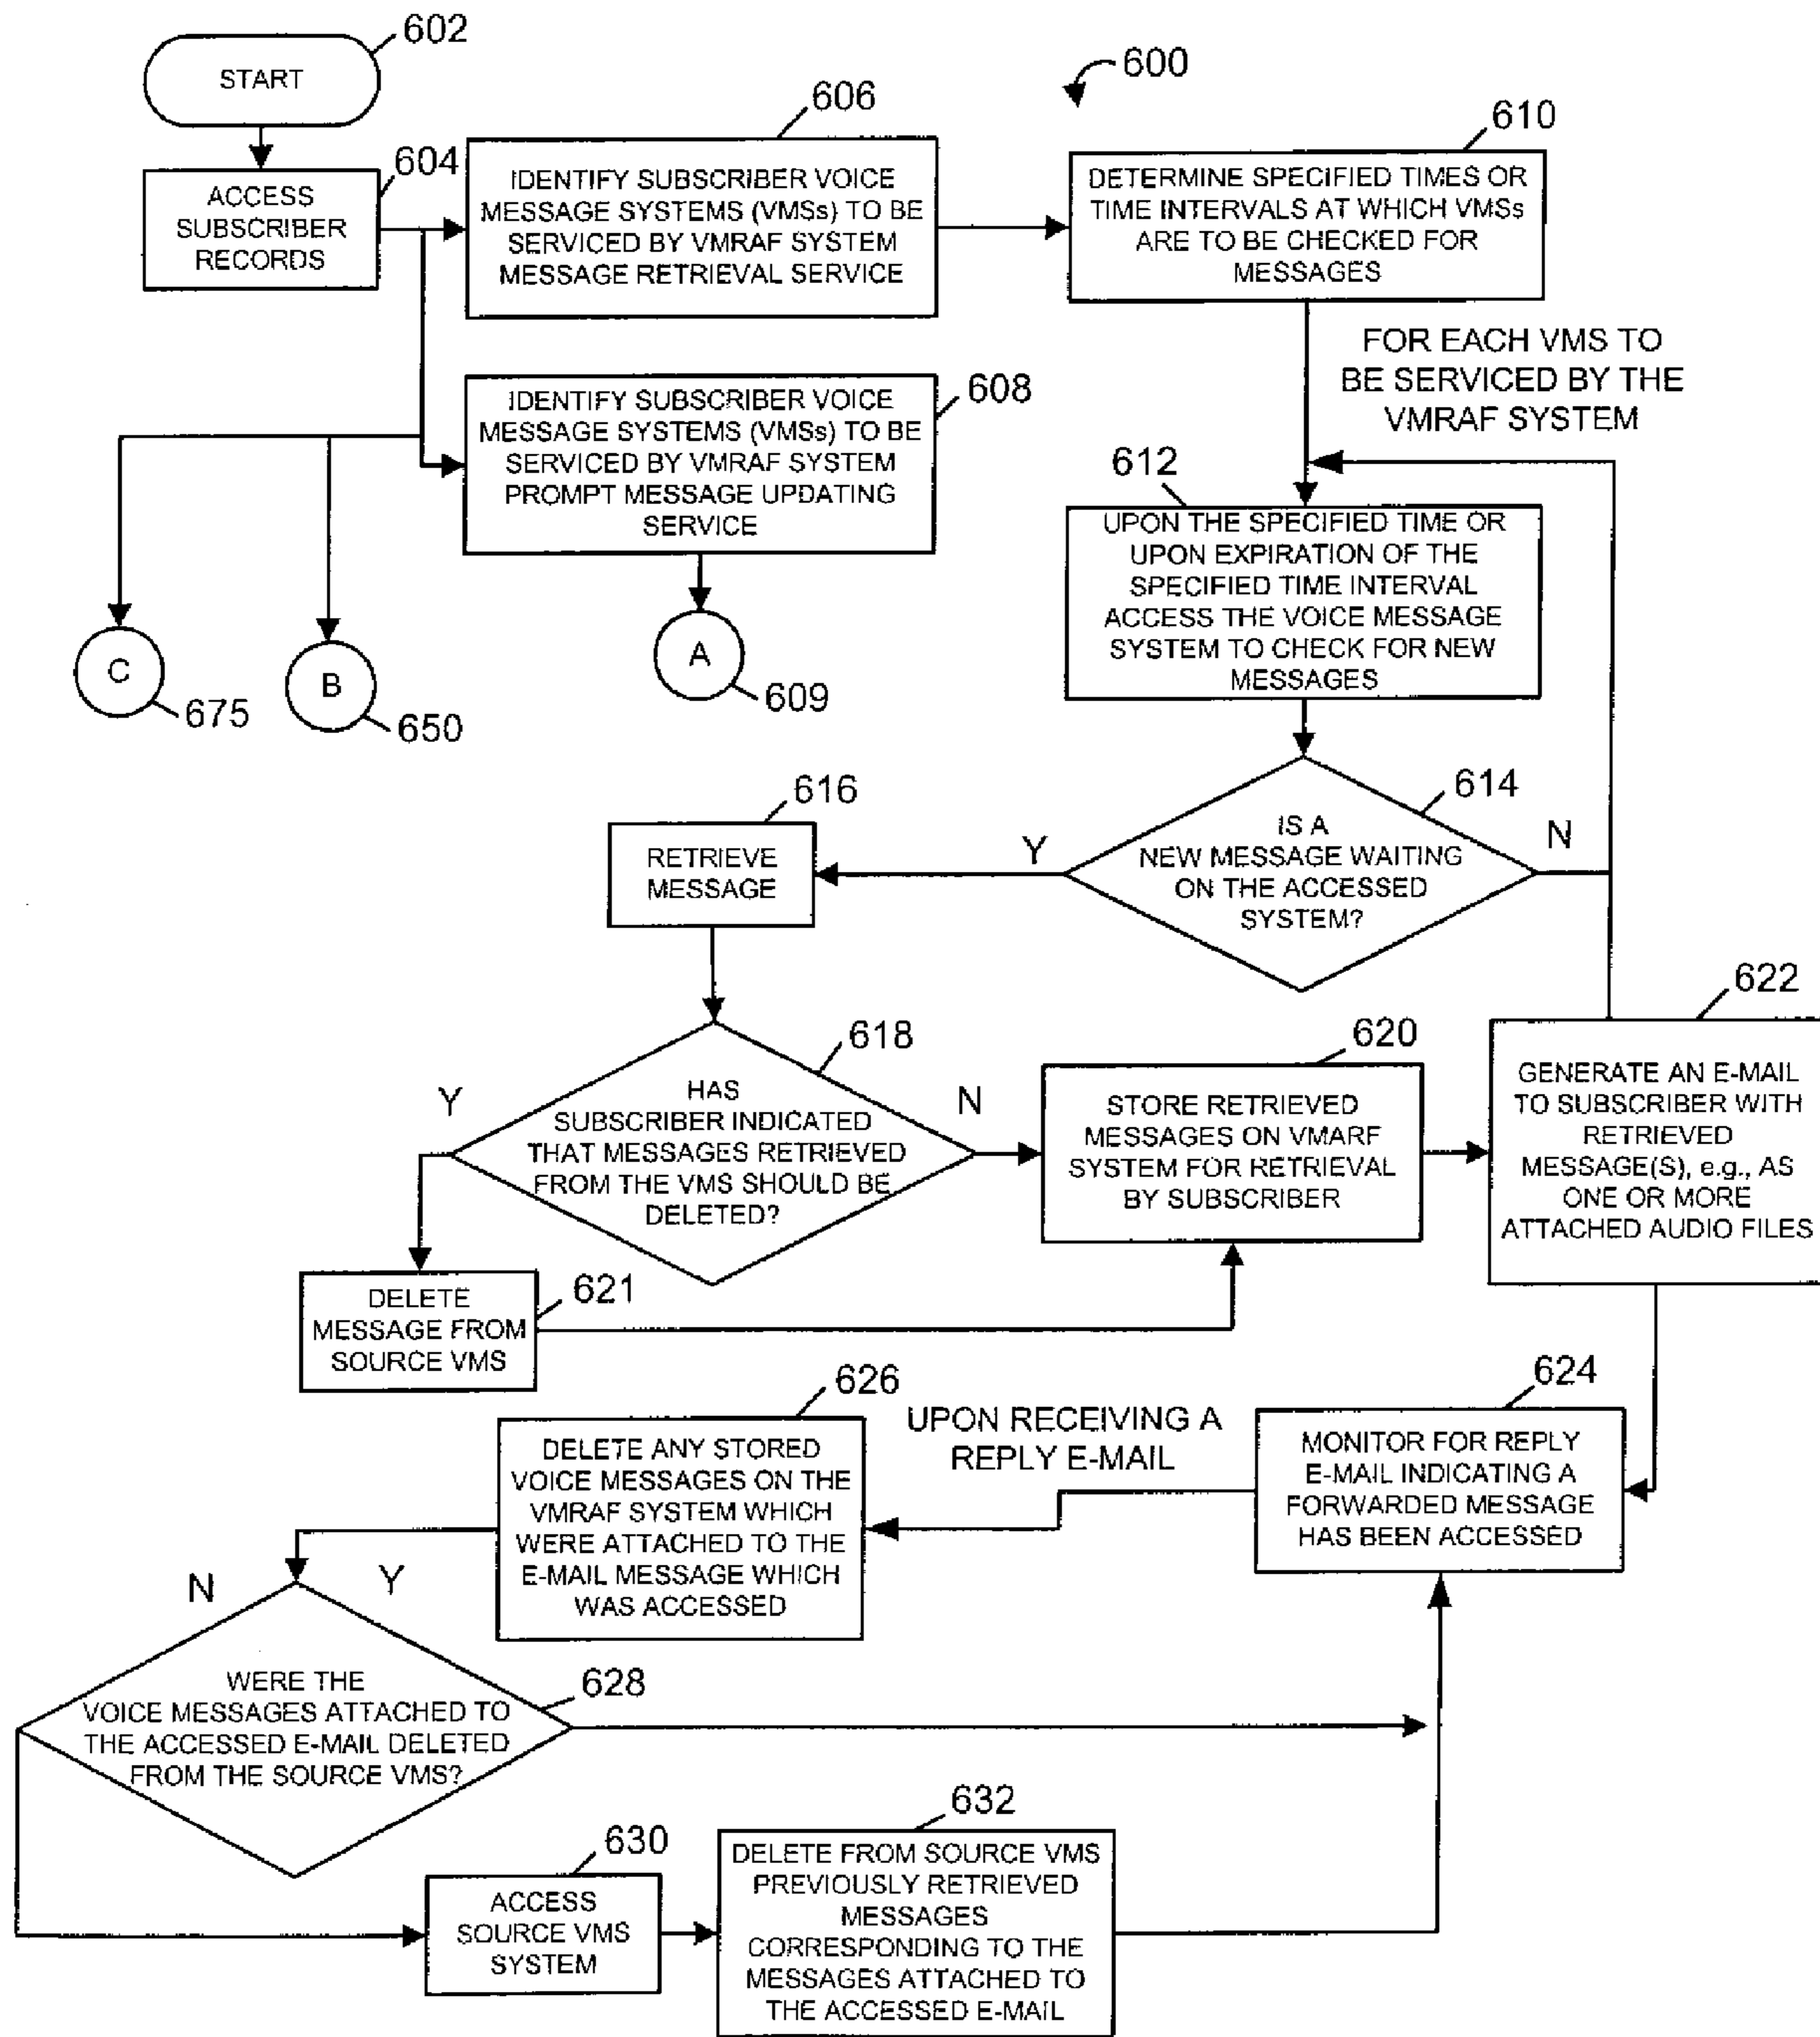 602
START
600
604
ACCESS
SUBSCRIBER
RECORDS
606
IDENTIFY SUBSCRIBER VOICE
MESSAGE SYSTEMS (VMSs) TO BE
SERVICED BY VMRAF SYSTEM
MESSAGE RETRIEVAL SERVICE
610
DETERMINE SPECIFIED TIMES OR
TIME INTERVALS AT WHICH VMSs
ARE TO BE CHECKED FOR
MESSAGES
608
IDENTIFY SUBSCRIBER VOICE
MESSAGE SYSTEMS (VMSs) TO BE
SERVICED BY VMRAF SYSTEM
PROMPT MESSAGE UPDATING
SERVICE
FOR EACH VMS TO
BE SERVICED BY THE
VMRAF SYSTEM
C
675
B
650
A
609
612
UPON THE SPECIFIED TIME OR
UPON EXPIRATION OF THE
SPECIFIED TIME INTERVAL
ACCESS THE VOICE MESSAGE
SYSTEM TO CHECK FOR NEW
MESSAGES
614
IS A
NEW MESSAGE WAITING
ON THE ACCESSED
SYSTEM?
Y
N
616
RETRIEVE
MESSAGE
618
HAS
SUBSCRIBER INDICATED
THAT MESSAGES RETRIEVED
FROM THE VMS SHOULD BE
DELETED?
Y
N
620
STORE RETRIEVED
MESSAGES ON VMARF
SYSTEM FOR RETRIEVAL
BY SUBSCRIBER
622
GENERATE AN E-MAIL
TO SUBSCRIBER WITH
RETRIEVED
MESSAGE(S), e.g., AS
ONE OR MORE
ATTACHED AUDIO FILES
621
DELETE
MESSAGE FROM
SOURCE VMS
624
MONITOR FOR REPLY
E-MAIL INDICATING A
FORWARDED MESSAGE
HAS BEEN ACCESSED
UPON RECEIVING A
REPLY E-MAIL
626
DELETE ANY STORED
VOICE MESSAGES ON THE
VMRAF SYSTEM WHICH
WERE ATTACHED TO THE
E-MAIL MESSAGE WHICH
WAS ACCESSED
N
Y
628
WERE THE
VOICE MESSAGES ATTACHED TO
THE ACCESSED E-MAIL DELETED
FROM THE SOURCE VMS?
630
ACCESS
SOURCE VMS
SYSTEM
632
DELETE FROM SOURCE VMS
PREVIOUSLY RETRIEVED
MESSAGES
CORRESPONDING TO THE
MESSAGES ATTACHED TO
THE ACCESSED E-MAIL